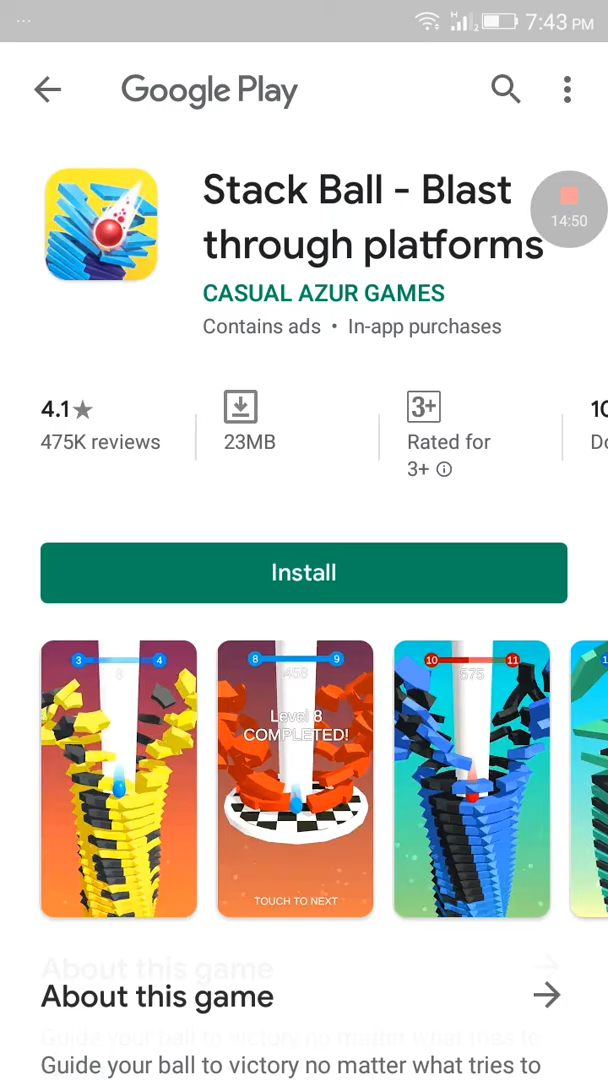 7:43 PM
Google Play
Stack Ball - Blast
through platforms
14:50
CASUAL AZUR GAMES
Contains ads • In-app purchases
4.1★
475K reviews
23MB
3+
Rated for
3+
Install
3 4
6
8 9
458
Level 8
COMPLETED!
TOUCH TO NEXT
10 11
575
About this game
Guide your ball to victory no matter what tries to